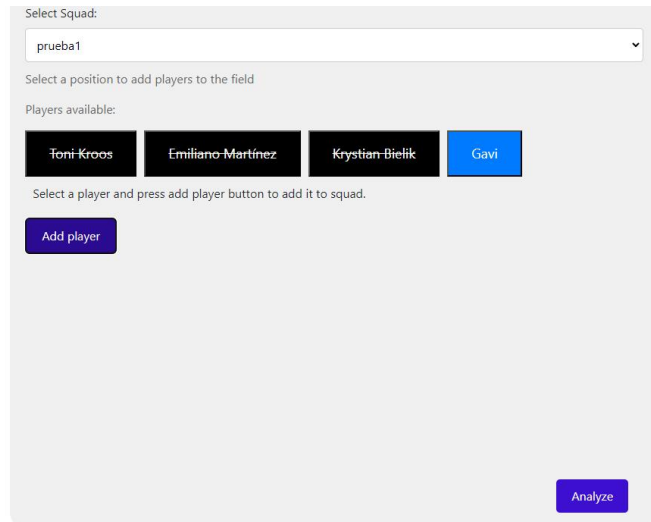 Select Squad:
prueba1
Select a position to add players to the field
Players available:
Toni Kroos Emiliano Martínez Krystian Bielik Gavi
Select a player and press add player button to add it to squad.
Add player
Analyze